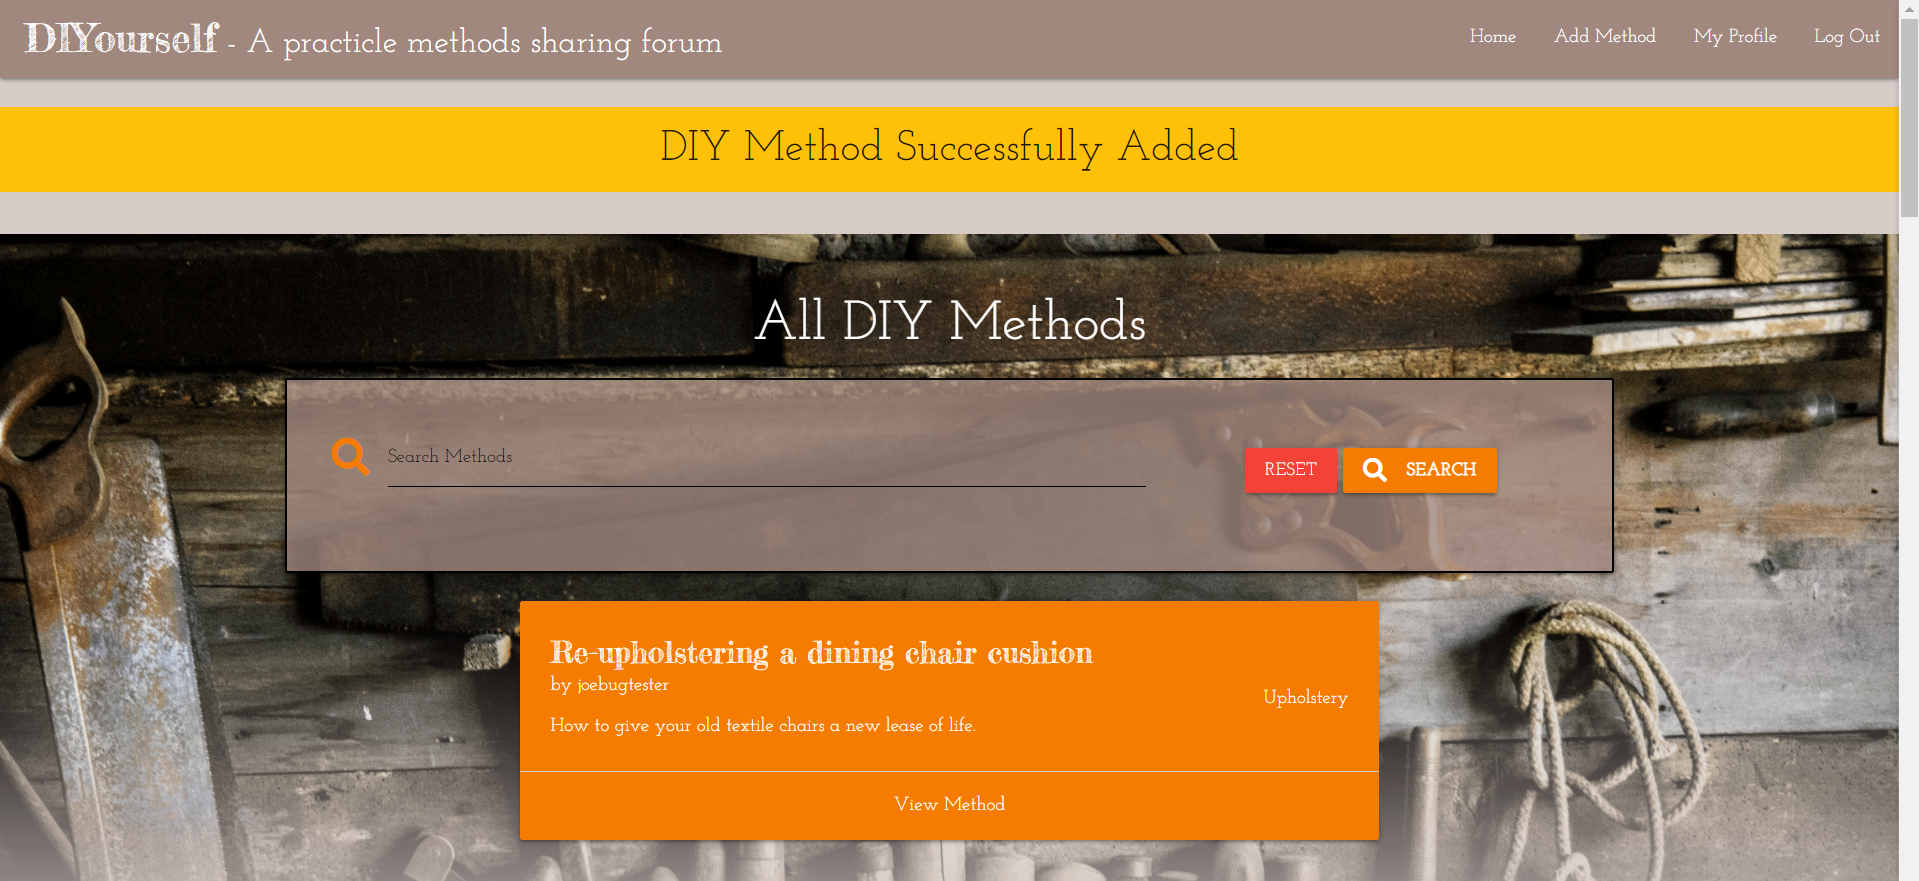 DIYourself - A practicle methods sharing forum
Home Add Method My Profile Log Out
DIY Method Successfully Added
All DIY Methods
Search Methods
RESET SEARCH
Re-upholstering a dining chair cushion
by joebugtester
Upholstery
How to give your old textile chairs a new lease of life.
View Method